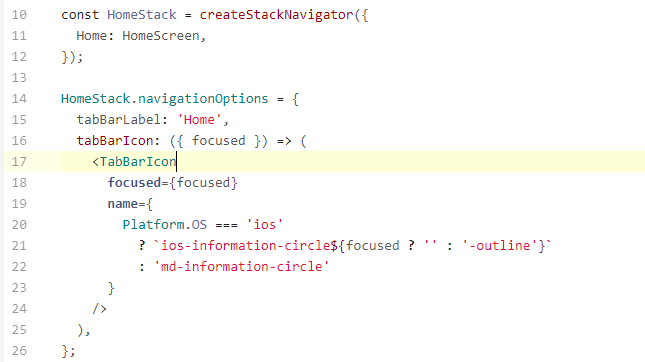 10 const HomeStack = createStackNavigator({
11   Home: HomeScreen,
12 });
13
14 HomeStack.navigationOptions = {
15   tabBarLabel: 'Home',
16   tabBarIcon: ({ focused }) => (
17     <TabBarIcon
18       focused={focused}
19       name={
20         Platform.OS === 'ios'
21           ? `ios-information-circle${focused ? '' : '-outline'}`
22           : 'md-information-circle'
23       }
24     />
25   ),
26 };